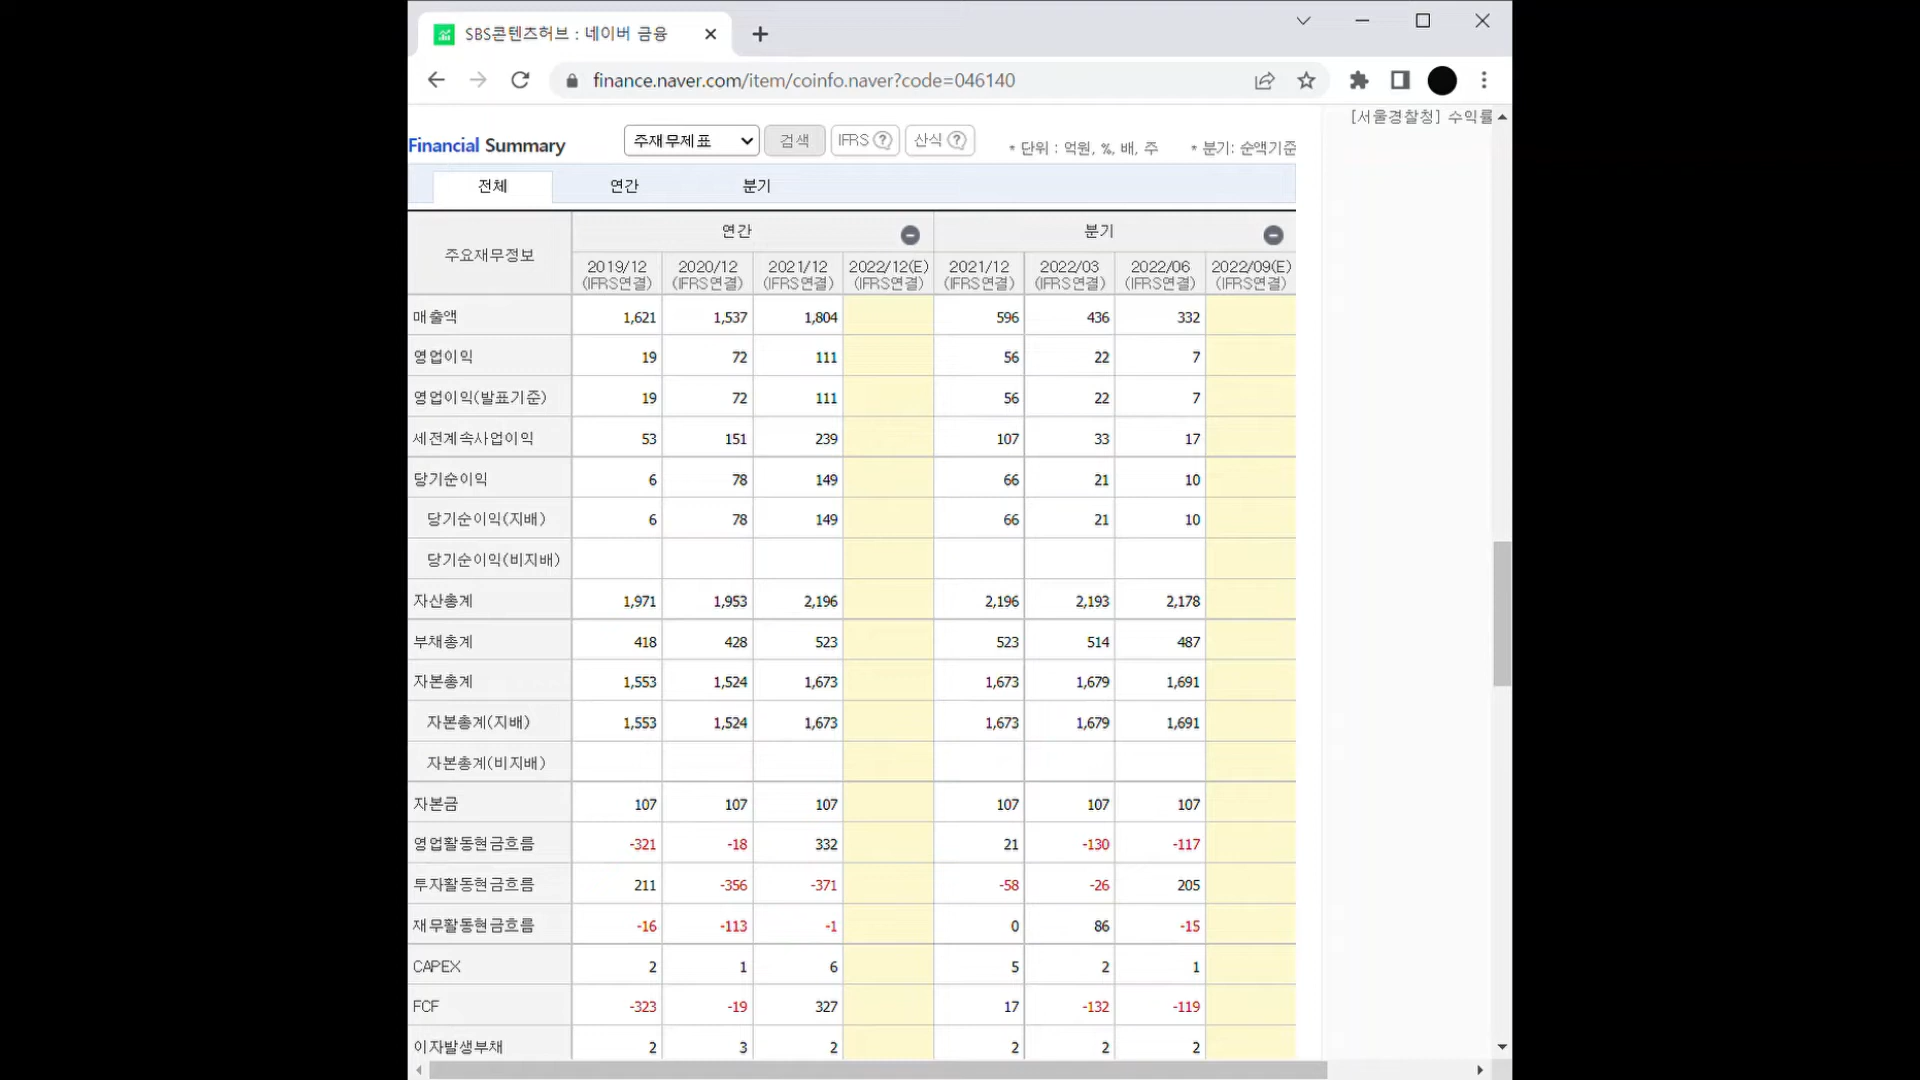 SBS콘텐츠허브 : 네이버 금융
finance.naver.com/item/coinfo.naver?code=046140
[서울경찰청] 수익률
Financial Summary 주재무제표 검색 IFRS ? 산식 ? * 단위 : 억원, %, 배, 주 * 분기: 순액기준
전체 연간 분기
주요재무정보 연간 분기
2019/12 2020/12 2021/12 2022/12(E) 2021/12 2022/03 2022/06 2022/09(E)
(IFRS연결) (IFRS연결) (IFRS연결) (IFRS연결) (IFRS연결) (IFRS연결) (IFRS연결) (IFRS연결)
매출액 1,621 1,537 1,804 596 436 332
영업이익 19 72 111 56 22 7
영업이익(발표기준) 19 72 111 56 22 7
세전계속사업이익 53 151 239 107 33 17
당기순이익 6 78 149 66 21 10
당기순이익(지배) 6 78 149 66 21 10
당기순이익(비지배)
자산총계 1,971 1,953 2,196 2,196 2,193 2,178
부채총계 418 428 523 523 514 487
자본총계 1,553 1,524 1,673 1,673 1,679 1,691
자본총계(지배) 1,553 1,524 1,673 1,673 1,679 1,691
자본총계(비지배)
자본금 107 107 107 107 107 107
영업활동현금흐름 -321 -18 332 21 -130 -117
투자활동현금흐름 211 -356 -371 -58 -26 205
재무활동현금흐름 -16 -113 -1 0 86 -15
CAPEX 2 1 6 5 2 1
FCF -323 -19 327 17 -132 -119
이자발생부채 2 3 2 2 2 2